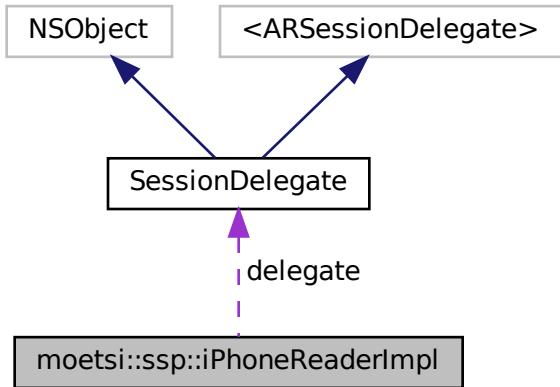 NSObject
<ARSessionDelegate>
SessionDelegate
delegate
moetsi::ssp::iPhoneReaderImpl